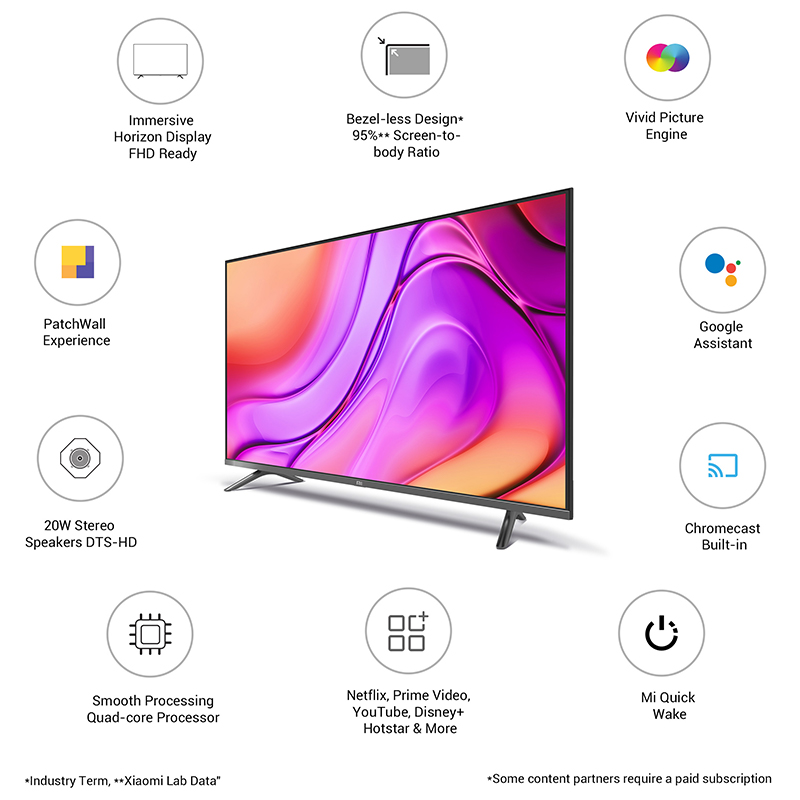 Immersive
Horizon Display
FHD Ready
Bezel-less Design*
95%** Screen-to-
body Ratio
Vivid Picture
Engine
PatchWall
Experience
Google
Assistant
20W Stereo
Speakers DTS-HD
Chromecast
Built-in
Smooth Processing
Quad-core Processor
Netflix, Prime Video,
YouTube, Disney+
Hotstar & More
Mi Quick
Wake
*Industry Term, **Xiaomi Lab Data"
*Some content partners require a paid subscription